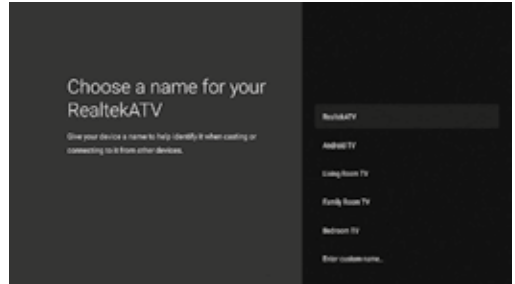 Choose a name for your
RealtekATV
Give your device a name to help identify it when casting or
connecting to it from other devices.
RealtekATV
Android TV
Living Room TV
Family Room TV
Bedroom TV
Enter custom name...